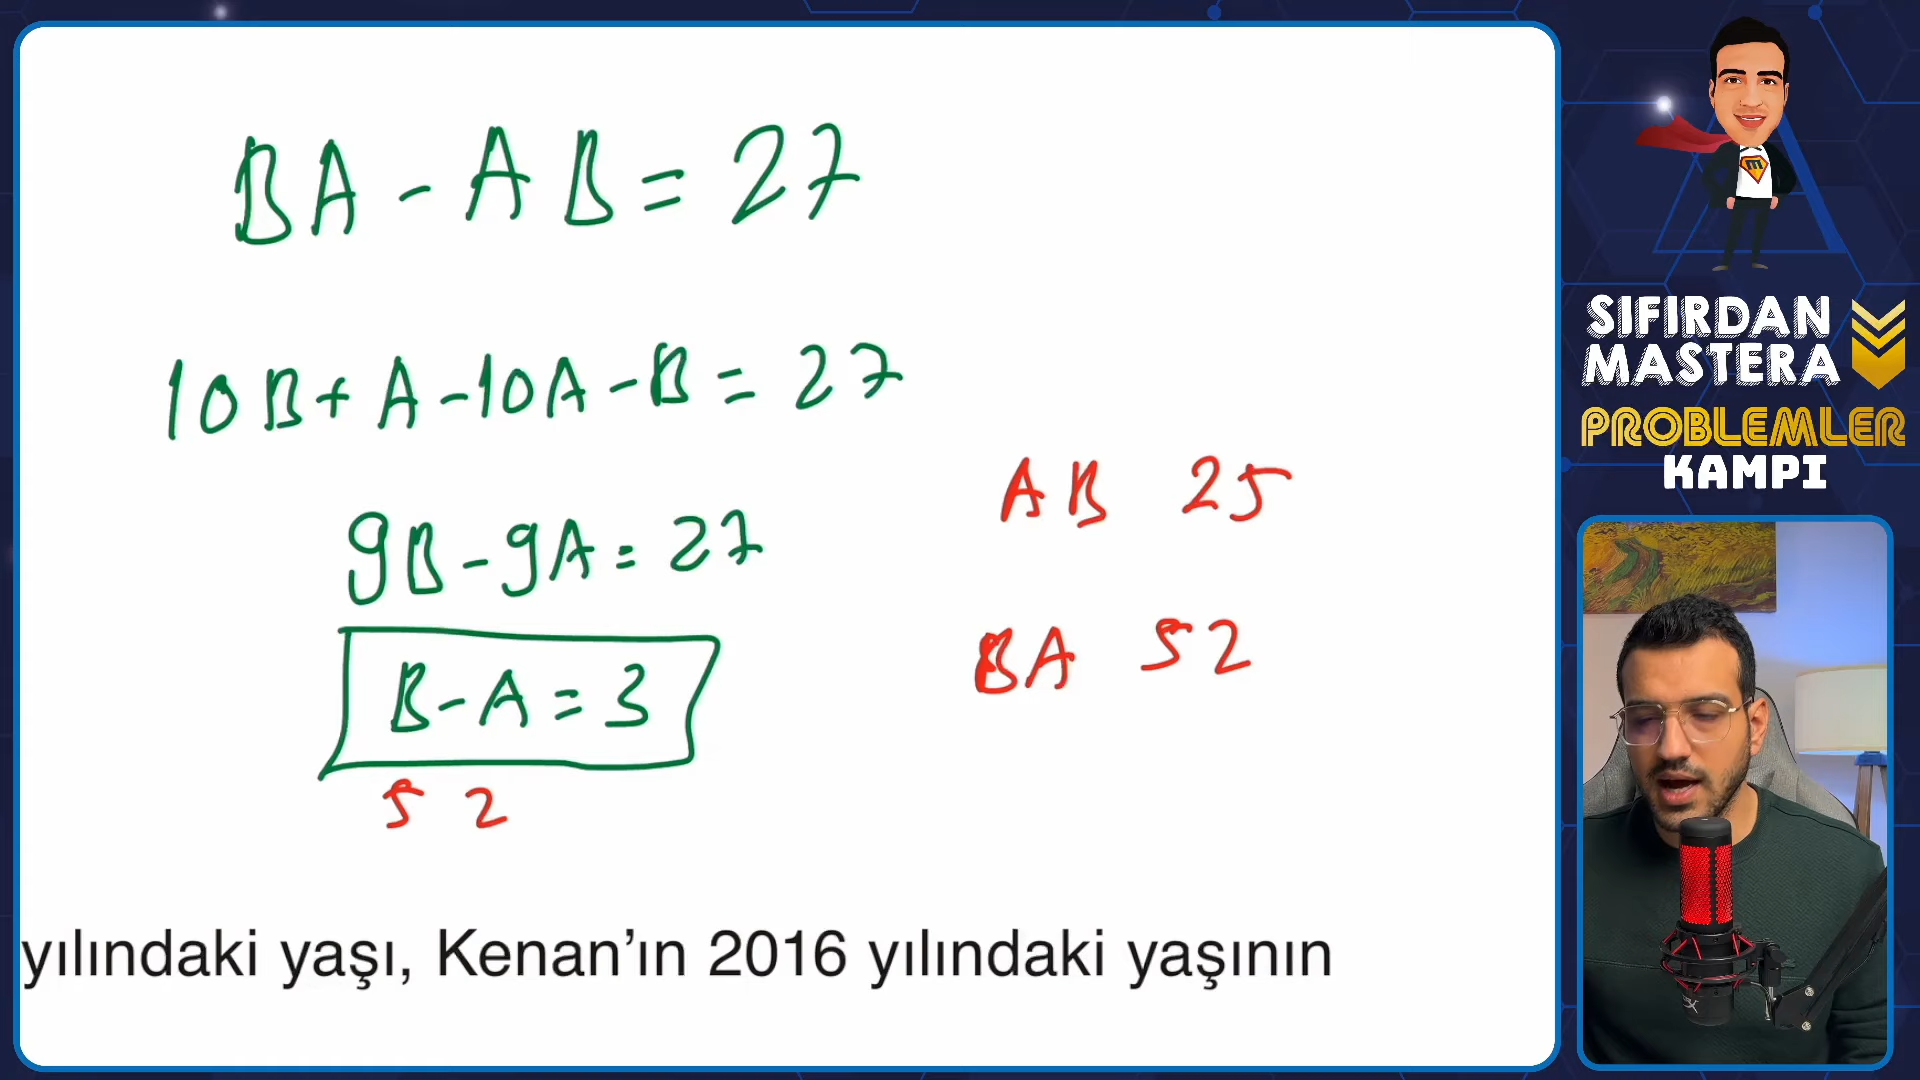 BA - AB = 27
10B + A - 10A - B = 27
9B - 9A = 27
B - A = 3
5 2
AB 25
BA 52
yılındaki yaşı, Kenan’ın 2016 yılındaki yaşının
SIFIRDAN
MASTERA
PROBLEMLER
KAMPI